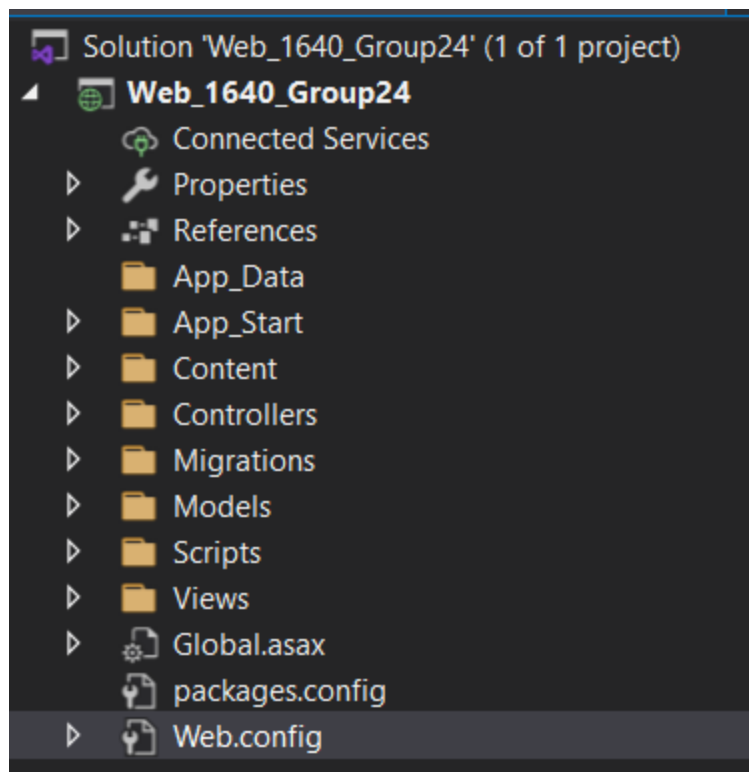 Solution 'Web_1640_Group24' (1 of 1 project)
Web_1640_Group24
Connected Services
Properties
References
App_Data
App_Start
Content
Controllers
Migrations
Models
Scripts
Views
Global.asax
packages.config
Web.config